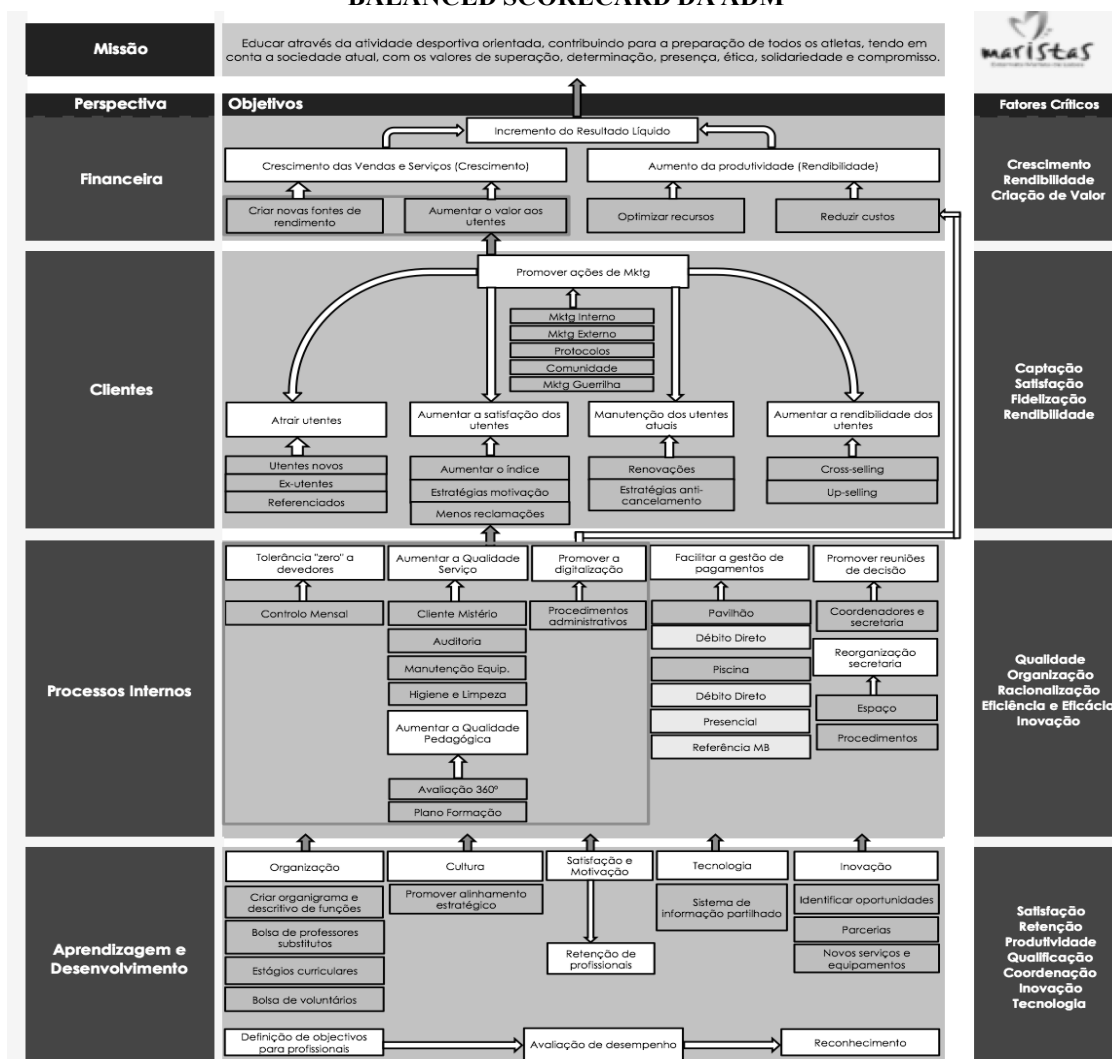 BALANCED SCORECARD DA ADM
Missão
Educar através da atividade desportiva orientada, contribuindo para a preparação de todos os atletas, tendo em
conta a sociedade atual, com os valores de superação, determinação, presença, ética, solidariedade e compromisso.
maristas
Perspectiva
Objetivos
Fatores Críticos
Financeira
Incremento do Resultado Líquido
Crescimento das Vendas e Serviços (Crescimento)
Aumento da produtividade (Rendibilidade)
Criar novas fontes de
rendimento
Aumentar o valor aos
utentes
Optimizar recursos
Reduzir custos
Crescimento
Rendibilidade
Criação de Valor
Clientes
Promover ações de Mktg
Mktg Interno
Mktg Externo
Protocolos
Comunidade
Mktg Guerrilha
Atrair utentes
Aumentar a satisfação dos
utentes
Manutenção dos utentes
atuais
Aumentar a rendibilidade dos
utentes
Utentes novos
Ex-utentes
Referenciados
Aumentar o índice
Estratégias motivação
Menos reclamações
Renovações
Estratégias anti-
cancelamento
Cross-selling
Up-selling
Captação
Satisfação
Fidelização
Rendibilidade
Processos Internos
Tolerância "zero" a
devedores
Controlo Mensal
Aumentar a Qualidade
Serviço
Cliente Mistério
Auditoria
Manutenção Equip.
Higiene e Limpeza
Aumentar a Qualidade
Pedagógica
Avaliação 360º
Plano Formação
Promover a
digitalização
Procedimentos
administrativos
Facilitar a gestão de
pagamentos
Pavilhão
Débito Direto
Piscina
Débito Direto
Presencial
Referência MB
Promover reuniões
de decisão
Coordenadores e
secretaria
Reorganização
secretaria
Espaço
Procedimentos
Qualidade
Organização
Racionalização
Eficiência e Eficácia
Inovação
Aprendizagem e
Desenvolvimento
Organização
Criar organigrama e
descritivo de funções
Bolsa de professores
substitutos
Estágios curriculares
Bolsa de voluntários
Cultura
Promover alinhamento
estratégico
Satisfação e
Motivação
Retenção de
profissionais
Tecnologia
Sistema de
informação partilhado
Inovação
Identificar oportunidades
Parcerias
Novos serviços e
equipamentos
Definição de objectivos
para profissionais
Avaliação de desempenho
Reconhecimento
Satisfação
Retenção
Produtividade
Qualificação
Coordenação
Inovação
Tecnologia